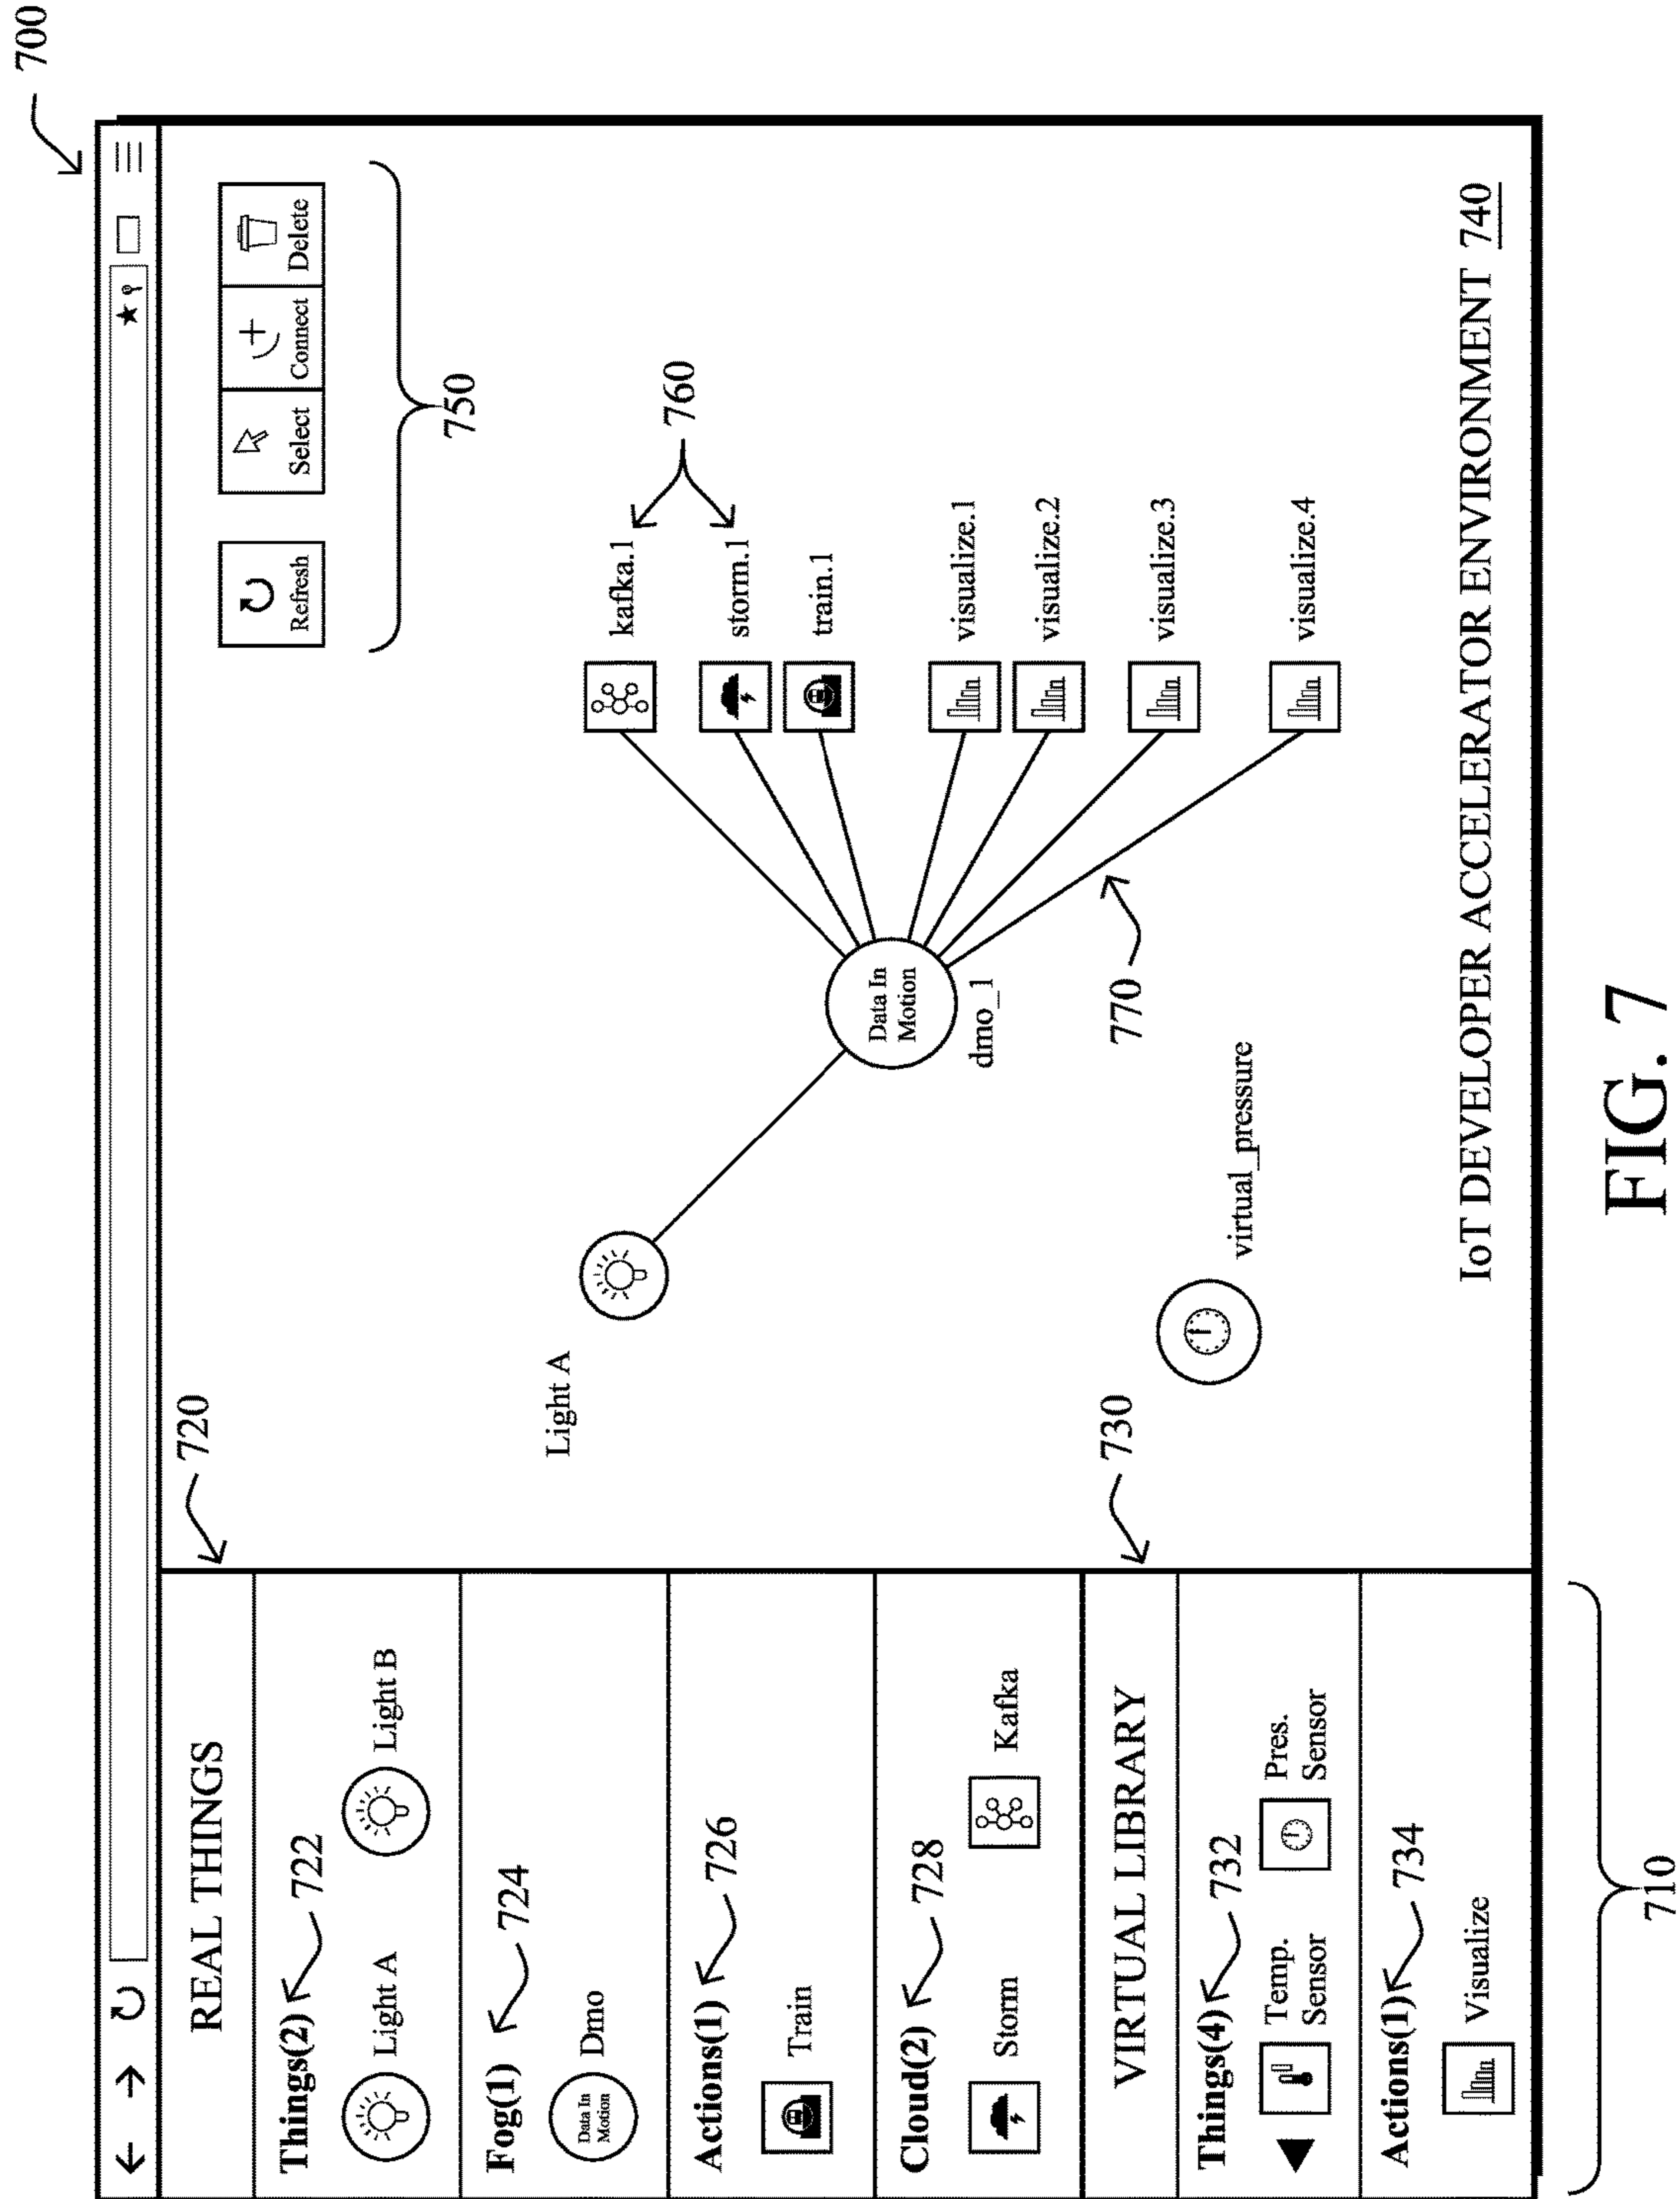 700
REAL THINGS
720
Things(2)
722
Light A
Light B
Fog(1)
724
Data In
Motion
Dmo
Actions(1)
726
Train
Cloud(2)
728
Storm
Kafka
VIRTUAL LIBRARY
730
Things(4)
732
Temp.
Sensor
Pres.
Sensor
Actions(1)
734
Visualize
710
Refresh
Select
Connect
Delete
750
Light A
Data In
Motion
dmo_1
kafka.1
760
storm.1
train.1
visualize.1
visualize.2
visualize.3
visualize.4
770
virtual_pressure
IoT DEVELOPER ACCELERATOR ENVIRONMENT 740
FIG. 7